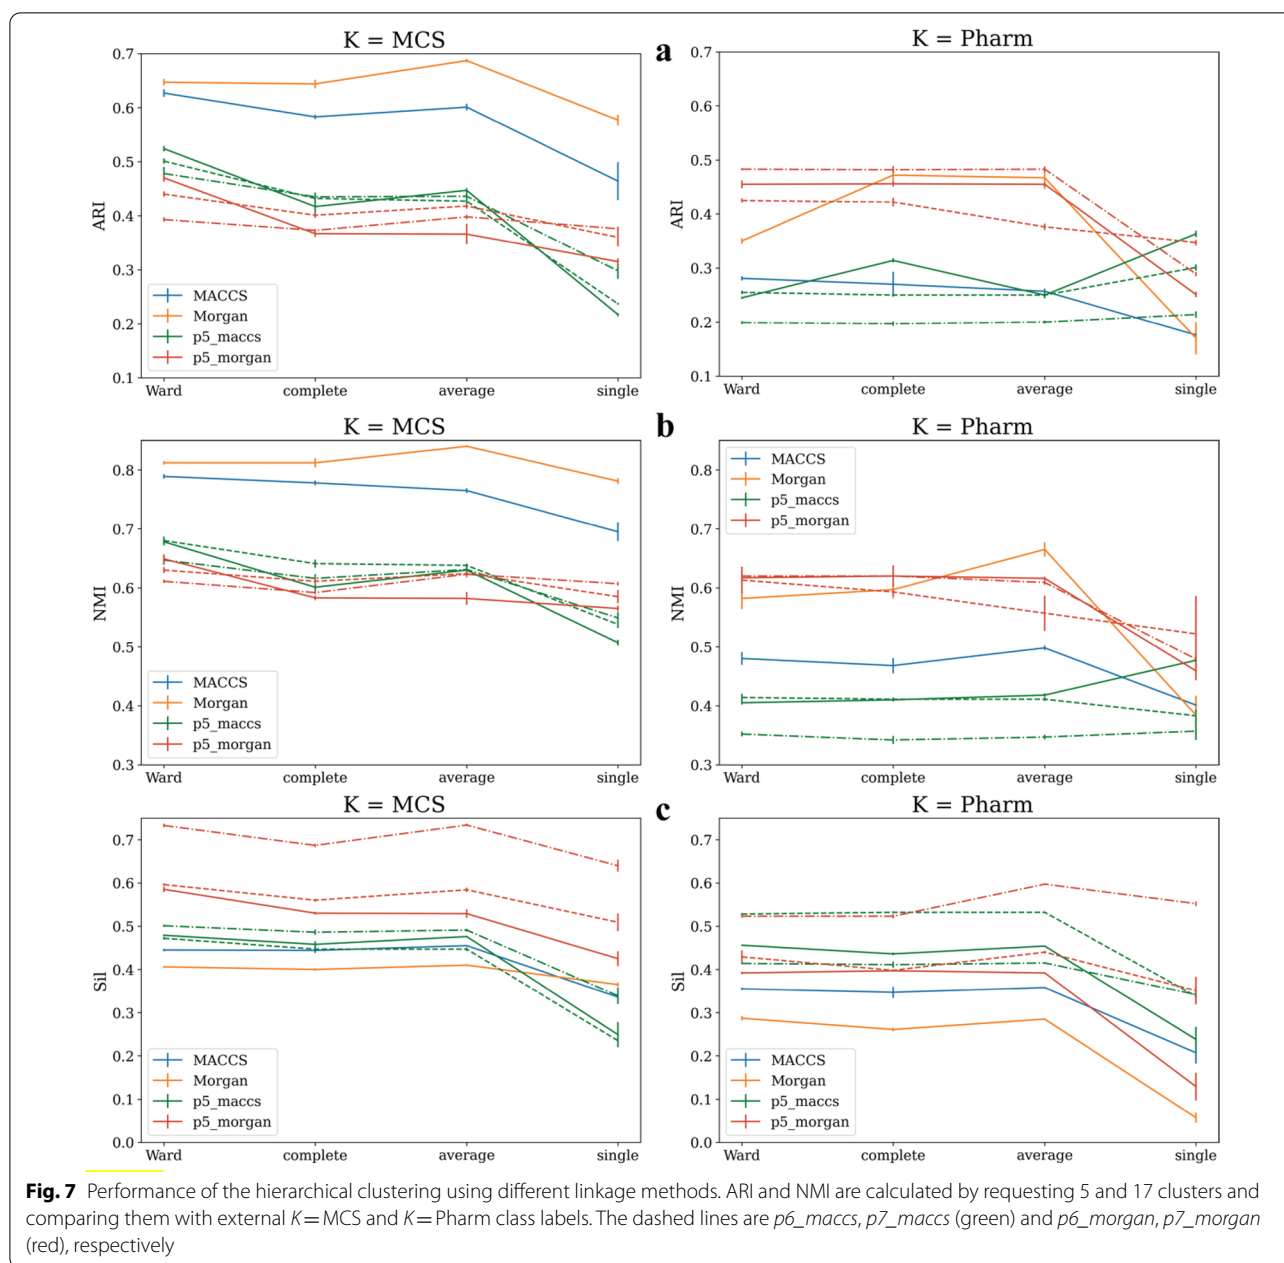 K = MCS
a
K = Pharm
0.7
0.6
0.5
0.4
0.3
0.2
0.1
ARI
MACCS
Morgan
p5_maccs
p5_morgan
Ward complete average single
0.7
0.6
0.5
0.4
0.3
0.2
0.1
ARI
Ward complete average single
K = MCS
b
K = Pharm
0.8
0.7
0.6
0.5
0.4
0.3
NMI
MACCS
Morgan
p5_maccs
p5_morgan
Ward complete average single
0.8
0.7
0.6
0.5
0.4
0.3
NMI
MACCS
Morgan
p5_maccs
p5_morgan
Ward complete average single
K = MCS
c
K = Pharm
0.7
0.6
0.5
0.4
0.3
0.2
0.1
0.0
Sil
MACCS
Morgan
p5_maccs
p5_morgan
Ward complete average single
0.7
0.6
0.5
0.4
0.3
0.2
0.1
0.0
Sil
MACCS
Morgan
p5_maccs
p5_morgan
Ward complete average single
Fig. 7 Performance of the hierarchical clustering using different linkage methods. ARI and NMI are calculated by requesting 5 and 17 clusters and
comparing them with external K = MCS and K = Pharm class labels. The dashed lines are p6_maccs, p7_maccs (green) and p6_morgan, p7_morgan
(red), respectively